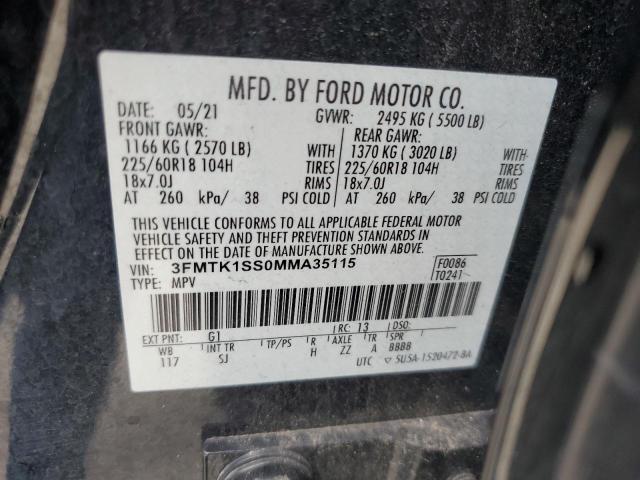 MFD. BY FORD MOTOR CO.
DATE: 05/21 GVWR: 2495 KG ( 5500 LB)
FRONT GAWR: REAR GAWR:
1166 KG ( 2570 LB) WITH 1370 KG ( 3020 LB) WITH
225/60R18 104H TIRES 225/60R18 104H TIRES
18x7.0J RIMS 18x7.0J RIMS
AT 260 kPa/ 38 PSI COLD AT 260 kPa/ 38 PSI COLD
THIS VEHICLE CONFORMS TO ALL APPLICABLE FEDERAL MOTOR
VEHICLE SAFETY AND THEFT PREVENTION STANDARDS IN
EFFECT ON THE DATE OF MANUFACTURE SHOWN ABOVE.
VIN: 3FMTK1SS0MMA35115 F0086
TYPE: MPV T0241
EXT PNT: G1 RC: 13 DSO:
WB INT TR TP/PS R AXLE TR SPR
117 SJ H ZZ A BBBB
UTC ▽ 5U5A-1520472-BA